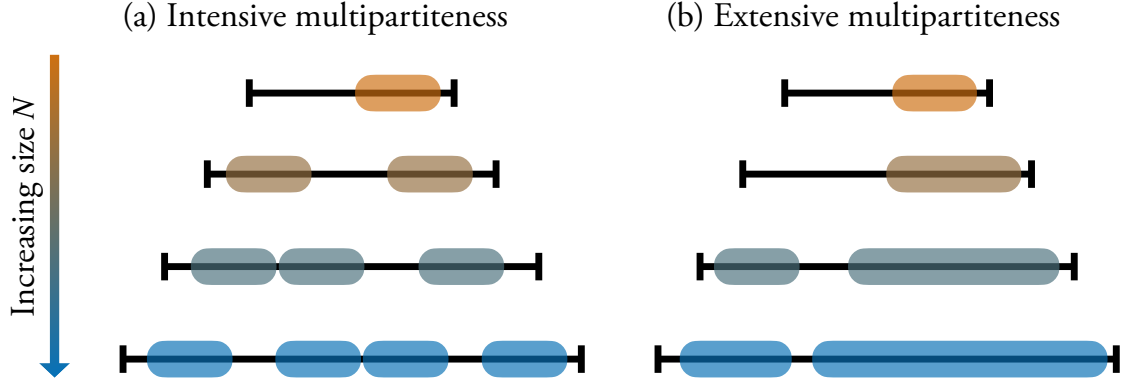 (a) Intensive multipartiteness
(b) Extensive multipartiteness
Increasing size N